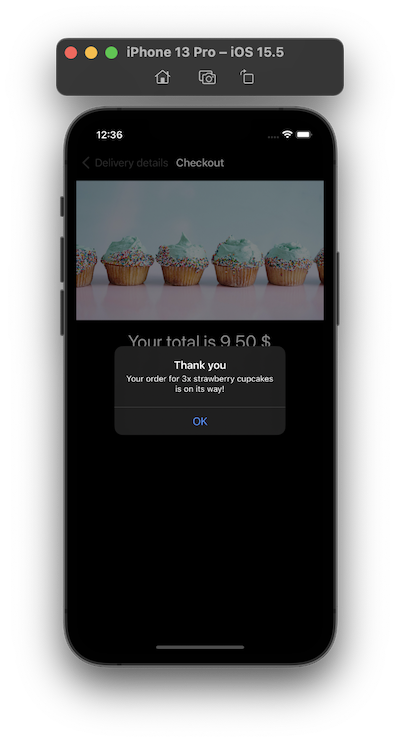 iPhone 13 Pro – iOS 15.5
12:36
Delivery details Checkout
Your total is 9,50 $
Thank you
Your order for 3x strawberry cupcakes
is on its way!
OK